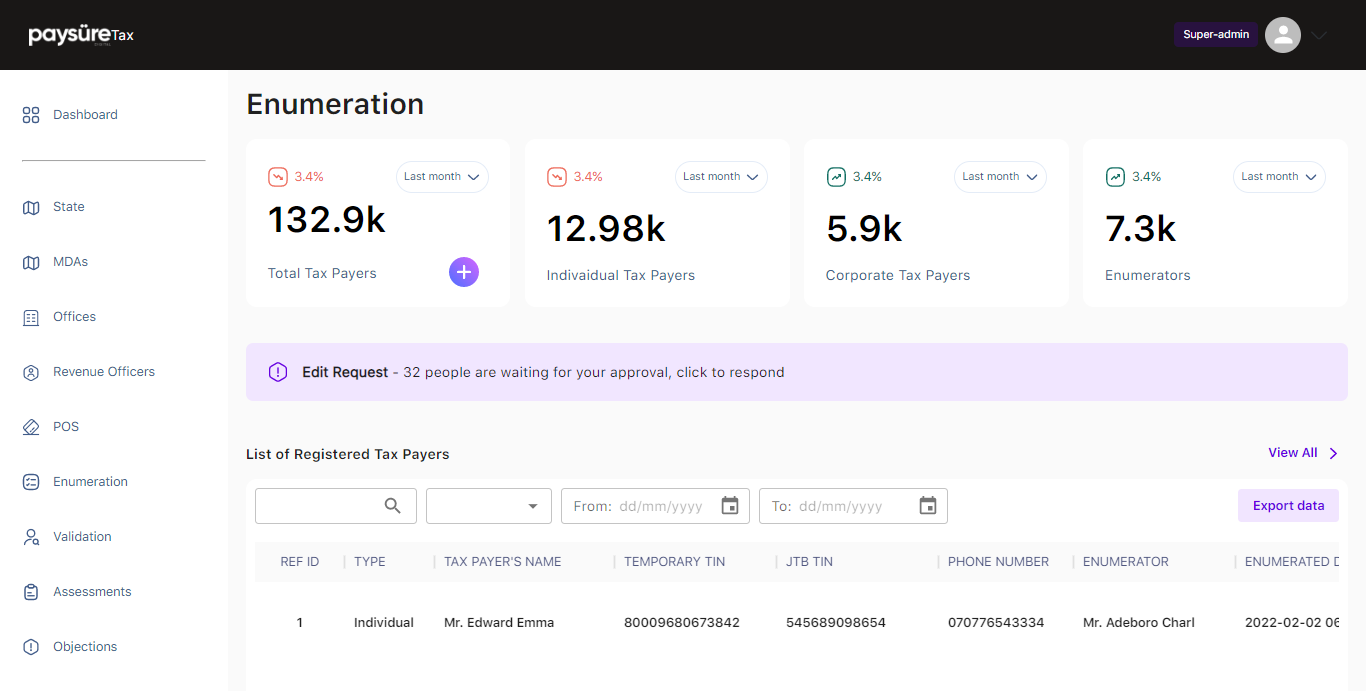 paysüreTax
Super-admin
Dashboard
State
MDAs
Offices
Revenue Officers
POS
Enumeration
Validation
Assessments
Objections
Enumeration
3.4% Last month
132.9k
Total Tax Payers
3.4% Last month
12.98k
Indivaidual Tax Payers
3.4% Last month
5.9k
Corporate Tax Payers
3.4% Last month
7.3k
Enumerators
Edit Request - 32 people are waiting for your approval, click to respond
List of Registered Tax Payers
View All
From: dd/mm/yyyy
To: dd/mm/yyyy
Export data
REF ID TYPE TAX PAYER'S NAME TEMPORARY TIN JTB TIN PHONE NUMBER ENUMERATOR ENUMERATED D
1 Individual Mr. Edward Emma 80009680673842 545689098654 070776543334 Mr. Adeboro Charl 2022-02-02 06